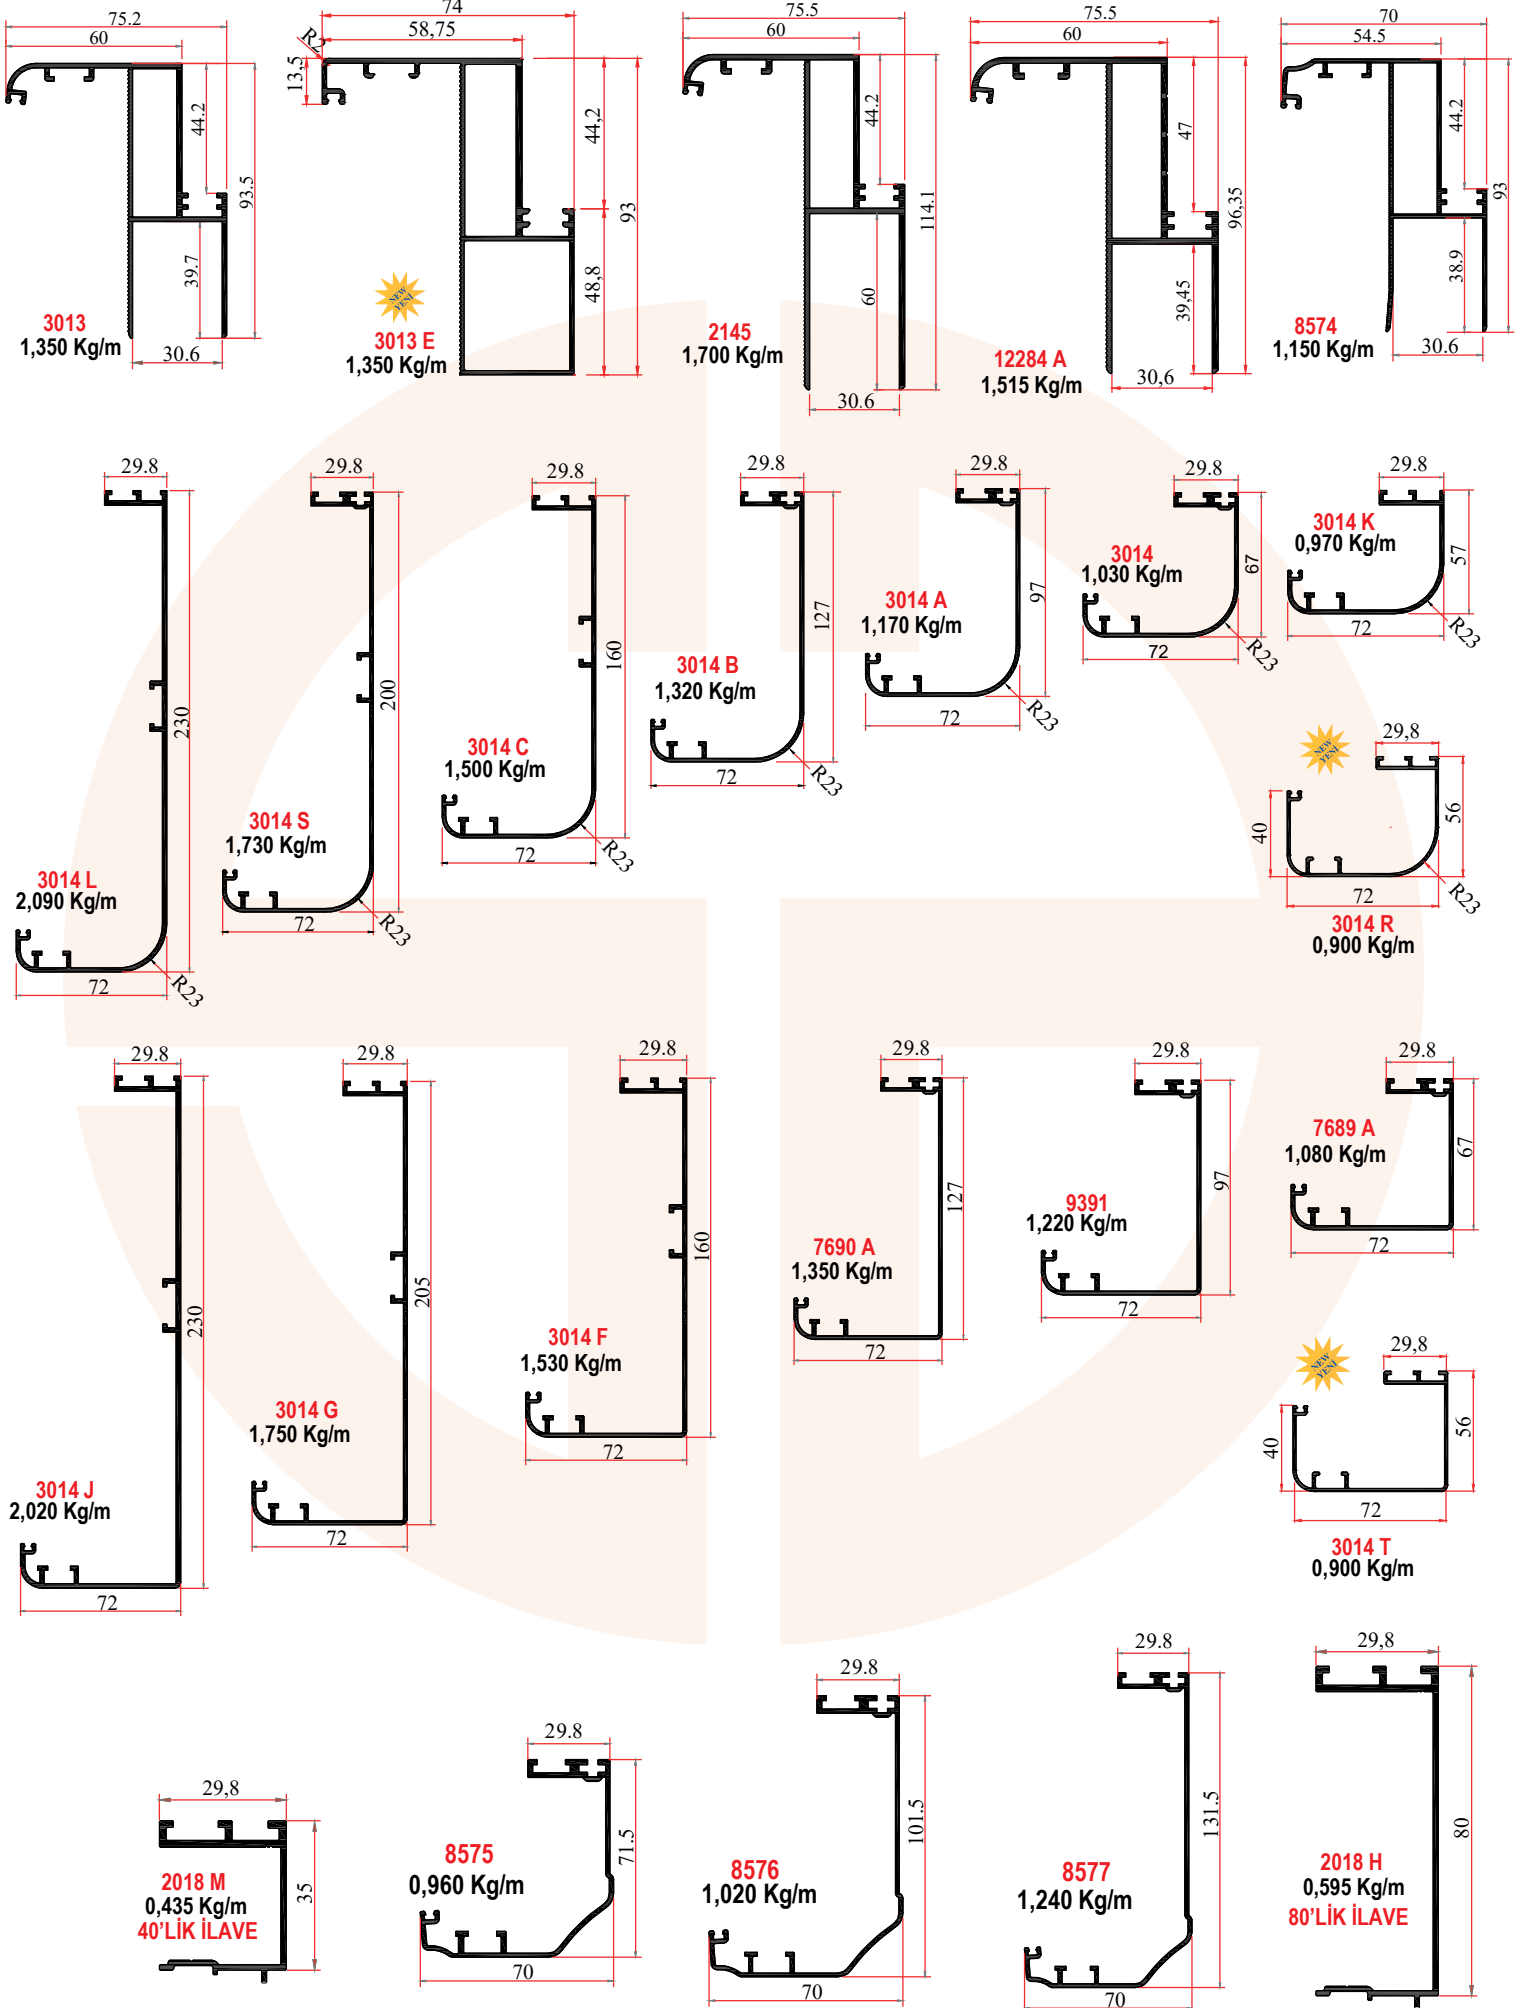 75.2
60
44.2
93.5
39.7
30.6
3013
1,350 Kg/m
74
58,75
R2
13,5
44,2
93
48,8
NEW
YENİ
3013 E
1,350 Kg/m
75.5
60
44.2
114.1
60
30.6
2145
1,700 Kg/m
75.5
60
47
96,35
39,45
30,6
12284 A
1,515 Kg/m
70
54.5
44.2
93
38.9
30.6
8574
1,150 Kg/m
29.8
230
3014 L
2,090 Kg/m
72
R23
29.8
200
3014 S
1,730 Kg/m
72
R23
29.8
160
3014 C
1,500 Kg/m
72
R23
29.8
127
3014 B
1,320 Kg/m
72
R23
29.8
97
3014 A
1,170 Kg/m
72
R23
29.8
67
3014
1,030 Kg/m
72
R23
29.8
57
3014 K
0,970 Kg/m
72
R23
NEW
YENİ
29,8
40
56
72
R23
3014 R
0,900 Kg/m
29.8
230
3014 J
2,020 Kg/m
72
29.8
205
3014 G
1,750 Kg/m
72
29.8
160
3014 F
1,530 Kg/m
72
29.8
127
7690 A
1,350 Kg/m
72
29.8
97
9391
1,220 Kg/m
72
29.8
67
7689 A
1,080 Kg/m
72
NEW
YENİ
29,8
40
56
72
3014 T
0,900 Kg/m
29,8
35
2018 M
0,435 Kg/m
40'LİK İLAVE
29.8
71.5
8575
0,960 Kg/m
70
29.8
101.5
8576
1,020 Kg/m
70
29.8
131.5
8577
1,240 Kg/m
70
29,8
80
2018 H
0,595 Kg/m
80'LİK İLAVE